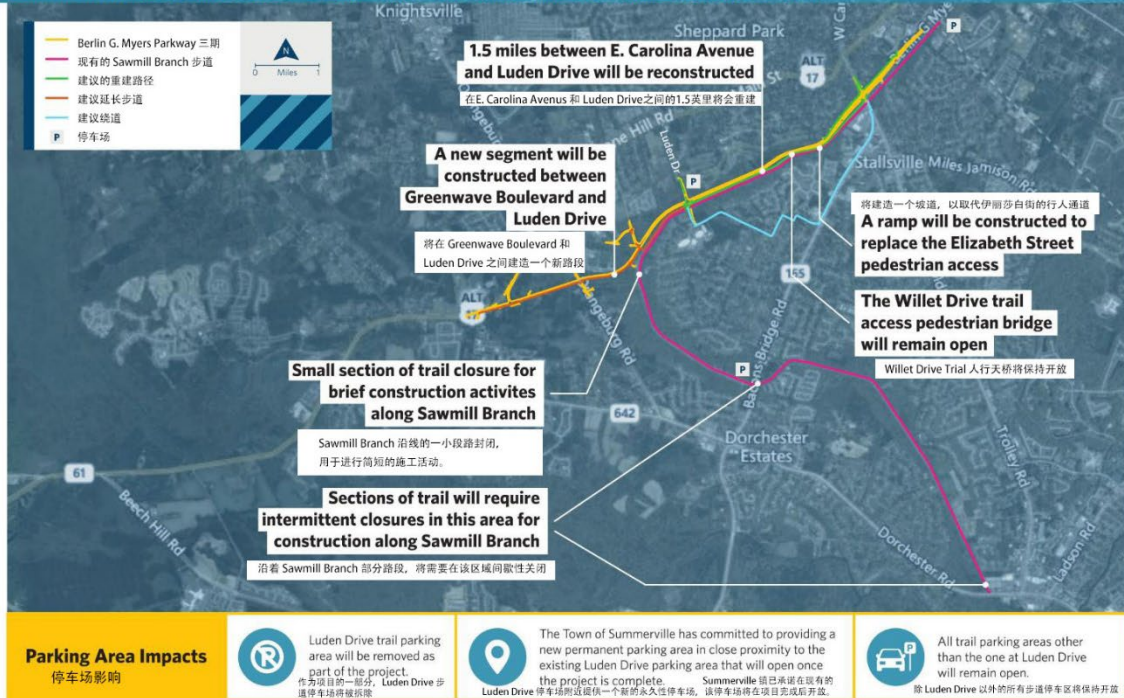 Berlin G. Myers Parkway 三期
现有的 Sawmill Branch 步道
建议的重建路径
建议延长步道
建议绕道
P 停车场
N
0 Miles 1
Knightsville
Sheppard Park
P
1.5 miles between E. Carolina Avenue
and Luden Drive will be reconstructed
在E. Carolina Avenus 和 Luden Drive之间的1.5英里将会重建
ALT
17
A new segment will be
constructed between
Greenwave Boulevard and
Luden Drive
将在 Greenwave Boulevard 和
Luden Drive 之间建造一个新路段
Luden Dr
P
Stallsville Miles Jamison Rd
将建造一个坡道，以取代伊丽莎白街的行人通道
A ramp will be constructed to
replace the Elizabeth Street
pedestrian access
165
The Willet Drive trail
access pedestrian bridge
will remain open
Willet Drive Trial 人行天桥将保持开放
ALT
17
Bacons Bridge Rd
P
Small section of trail closure for
brief construction activites
along Sawmill Branch
Sawmill Branch 沿线的一小段路封闭，
用于进行简短的施工活动。
642
Dorchester
Estates
Trolley Rd
61
Beech Hill Rd
Sections of trail will require
intermittent closures in this area for
construction along Sawmill Branch
沿着 Sawmill Branch 部分路段，将需要在该区域间歇性关闭
Dorchester Rd
Ladson Rd
Parking Area Impacts
停车场影响
Luden Drive trail parking
area will be removed as
part of the project.
作为项目的一部分，Luden Drive 步
道停车场将被拆除
The Town of Summerville has committed to providing a
new permanent parking area in close proximity to the
existing Luden Drive parking area that will open once
the project is complete.
Summerville 镇已承诺在现有的
Luden Drive 停车场附近提供一个新的永久性停车场，该停车场将在项目完成后开放。
P
All trail parking areas other
than the one at Luden Drive
will remain open.
除 Luden Drive 以外的所有步道停车区都将保持开放